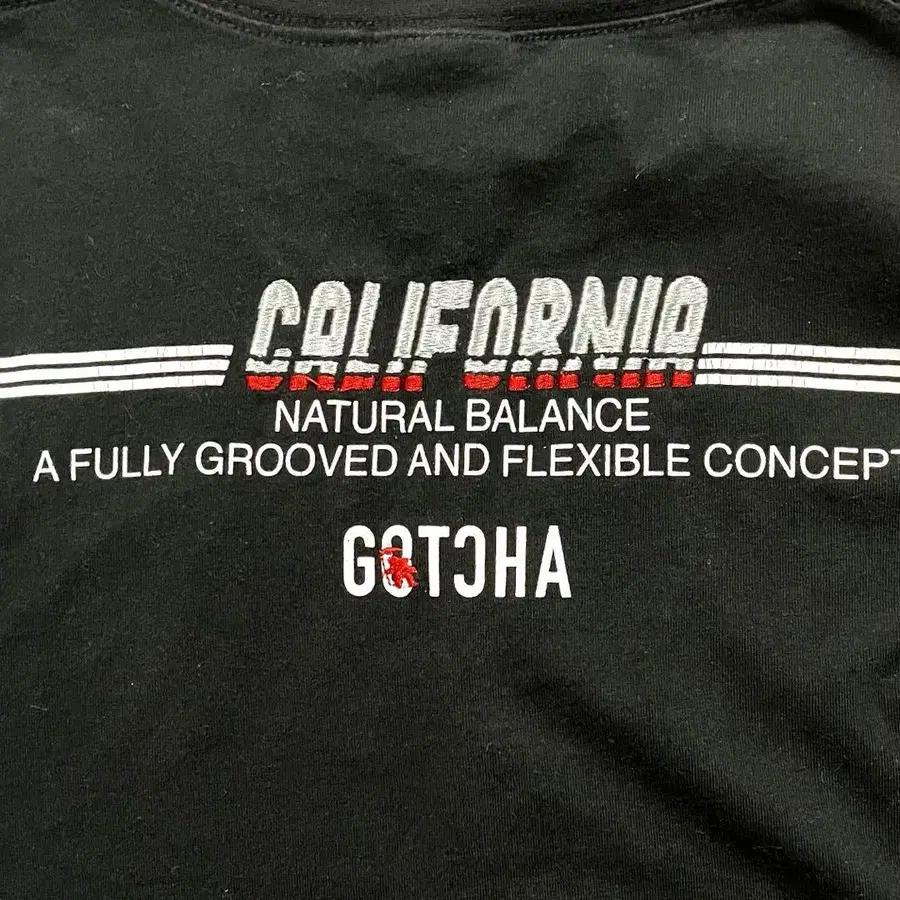 CALIFORNIA
NATURAL BALANCE
A FULLY GROOVED AND FLEXIBLE CONCEPT
GOTCHA